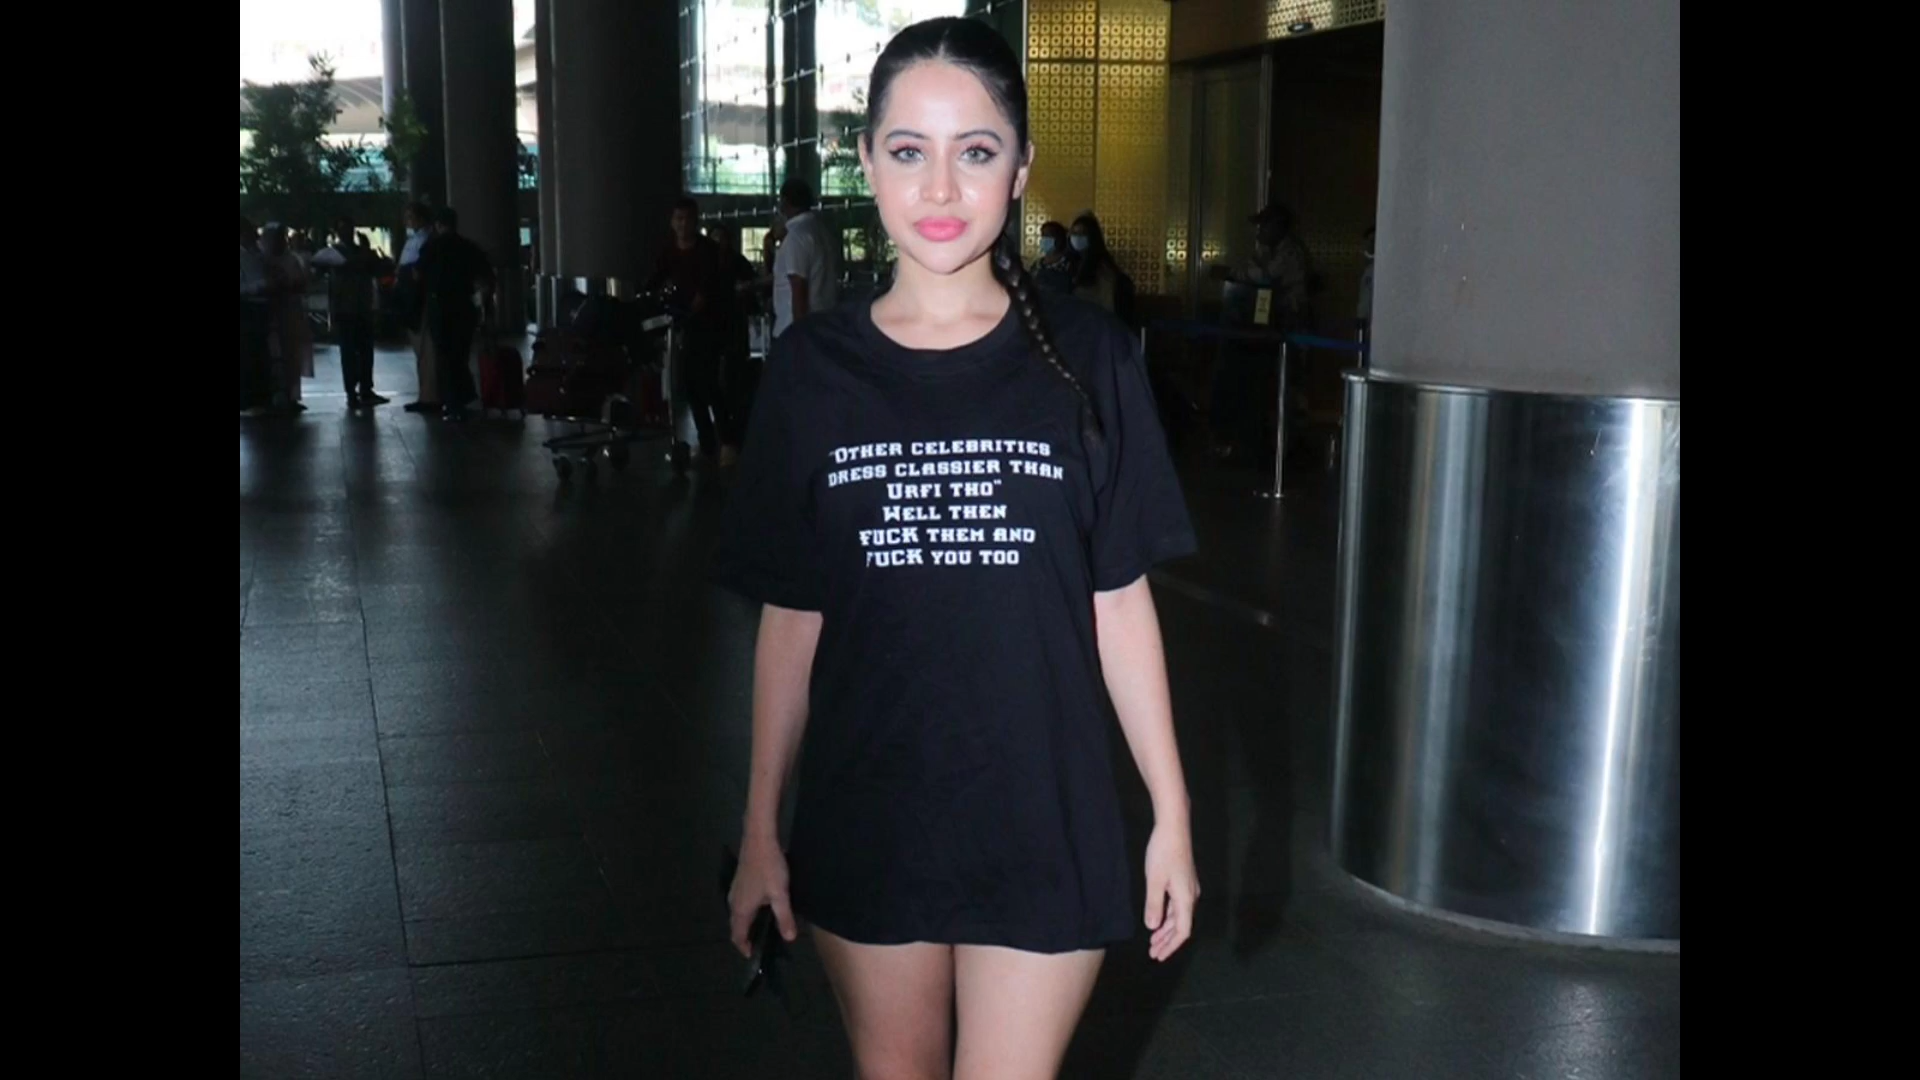 "OTHER CELEBRITIES
DRESS CLASSIER THAN
URFI THO"
WELL THEN
FUCK THEM AND
FUCK YOU TOO